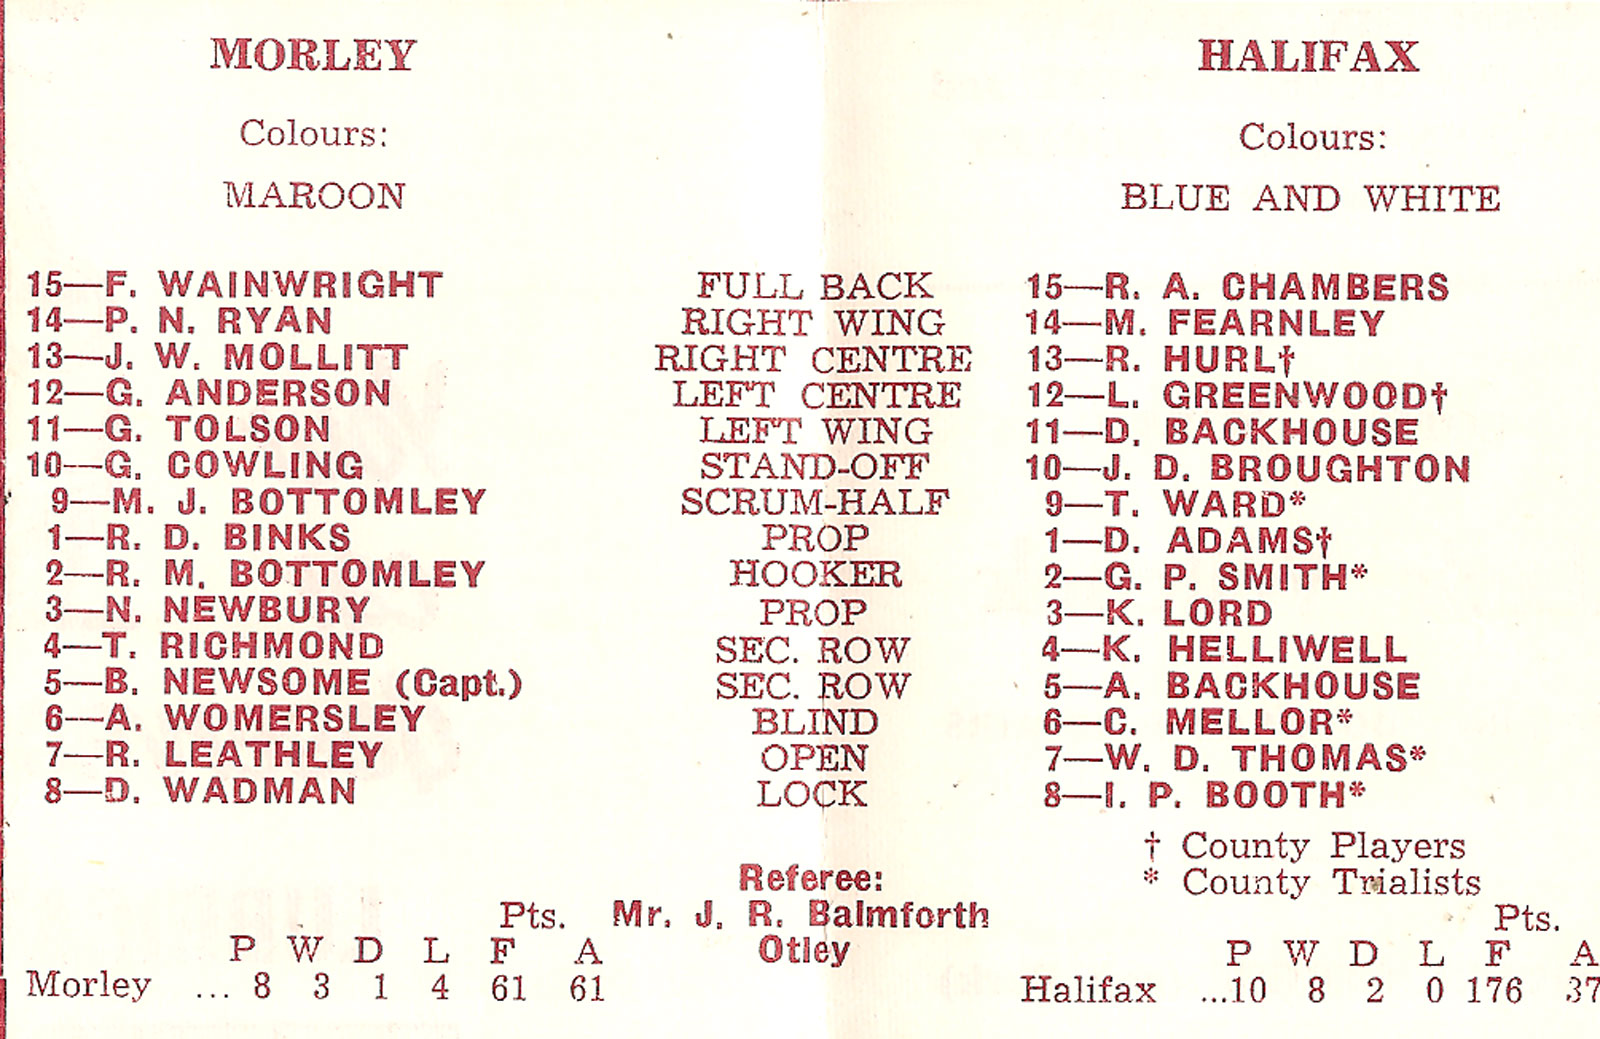 MORLEY HALIFAX
Colours: Colours:
MAROON BLUE AND WHITE
15—F. WAINWRIGHT FULL BACK 15—R. A. CHAMBERS
14—P. N. RYAN RIGHT WING 14—M. FEARNLEY
13—J. W. MOLLITT RIGHT CENTRE 13—R. HURL†
12—G. ANDERSON LEFT CENTRE 12—L. GREENWOOD†
11—G. TOLSON LEFT WING 11—D. BACKHOUSE
10—G. COWLING STAND-OFF 10—J. D. BROUGHTON
9—M. J. BOTTOMLEY SCRUM-HALF 9—T. WARD*
1—R. D. BINKS PROP 1—D. ADAMS†
2—R. M. BOTTOMLEY HOOKER 2—G. P. SMITH*
3—N. NEWBURY PROP 3—K. LORD
4—T. RICHMOND SEC. ROW 4—K. HELLIWELL
5—B. NEWSOME (Capt.) SEC. ROW 5—A. BACKHOUSE
6—A. WOMERSLEY BLIND 6—C. MELLOR*
7—R. LEATHLEY OPEN 7—W. D. THOMAS*
8—D. WADMAN LOCK 8—I. P. BOOTH*
† County Players
* County Trialists
Referee:
Mr. J. R. Balmforth
Otley
Pts.
P W D L F A
Morley ... 8 3 1 4 61 61
Pts.
P W D L F A
Halifax ...10 8 2 0 176 37